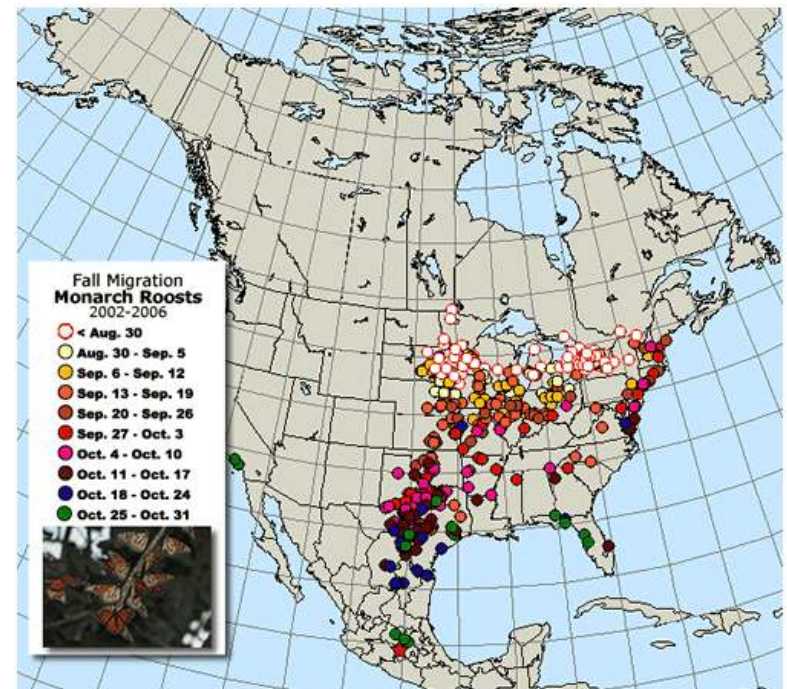 Fall Migration
Monarch Roosts
2002-2006
< Aug. 30
Aug. 30 - Sep. 5
Sep. 6 - Sep. 12
Sep. 13 - Sep. 19
Sep. 20 - Sep. 26
Sep. 27 - Oct. 3
Oct. 4 - Oct. 10
Oct. 11 - Oct. 17
Oct. 18 - Oct. 24
Oct. 25 - Oct. 31